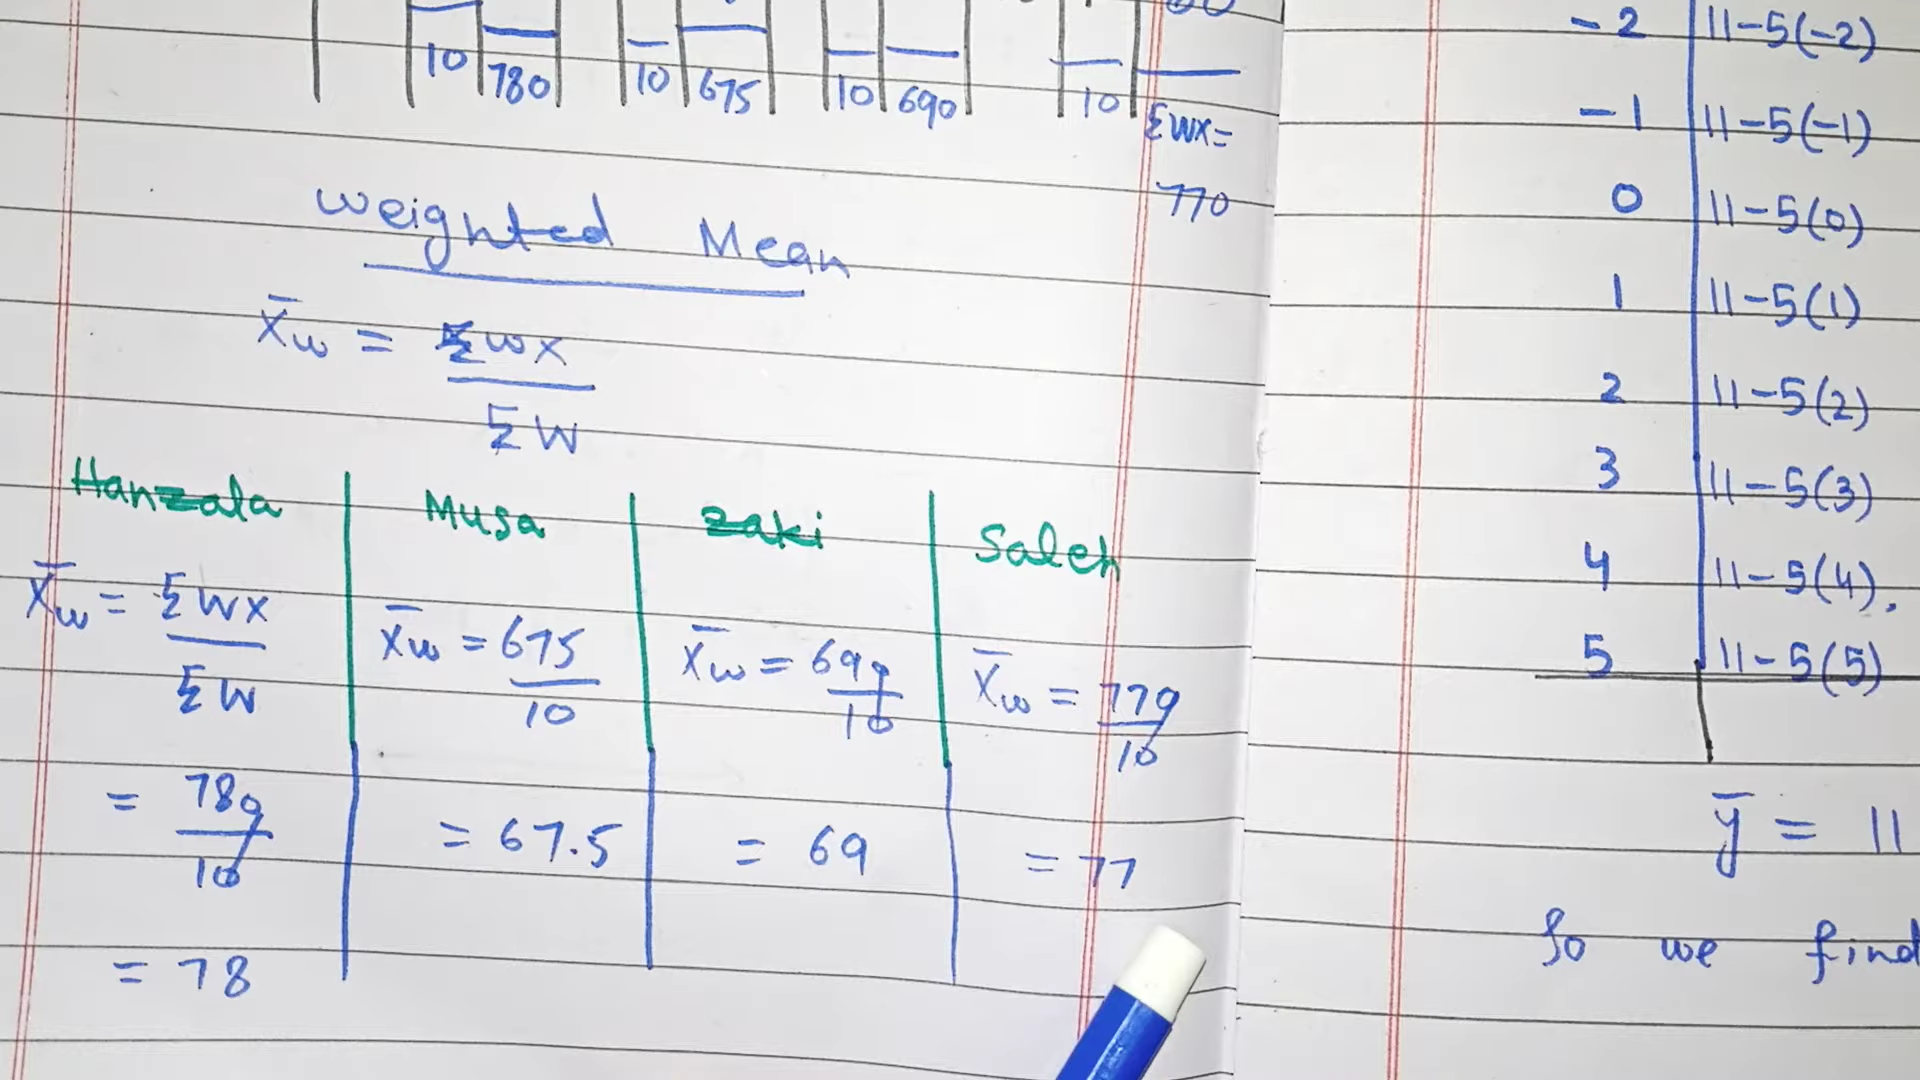 10 780 10 675 10 690 10
ΣWX=
770
Weighted Mean
X̄w = ΣWX
ΣW
Hanzala Musa Zaki Saleh
X̄w = ΣWX
ΣW
= 780
10
= 78
X̄w = 675
10
= 67.5
X̄w = 690
10
= 69
X̄w = 770
10
= 77
-2 11-5(-2)
-1 11-5(-1)
0 11-5(0)
1 11-5(1)
2 11-5(2)
3 11-5(3)
4 11-5(4).
5 11-5(5)
ȳ = 11
So we find